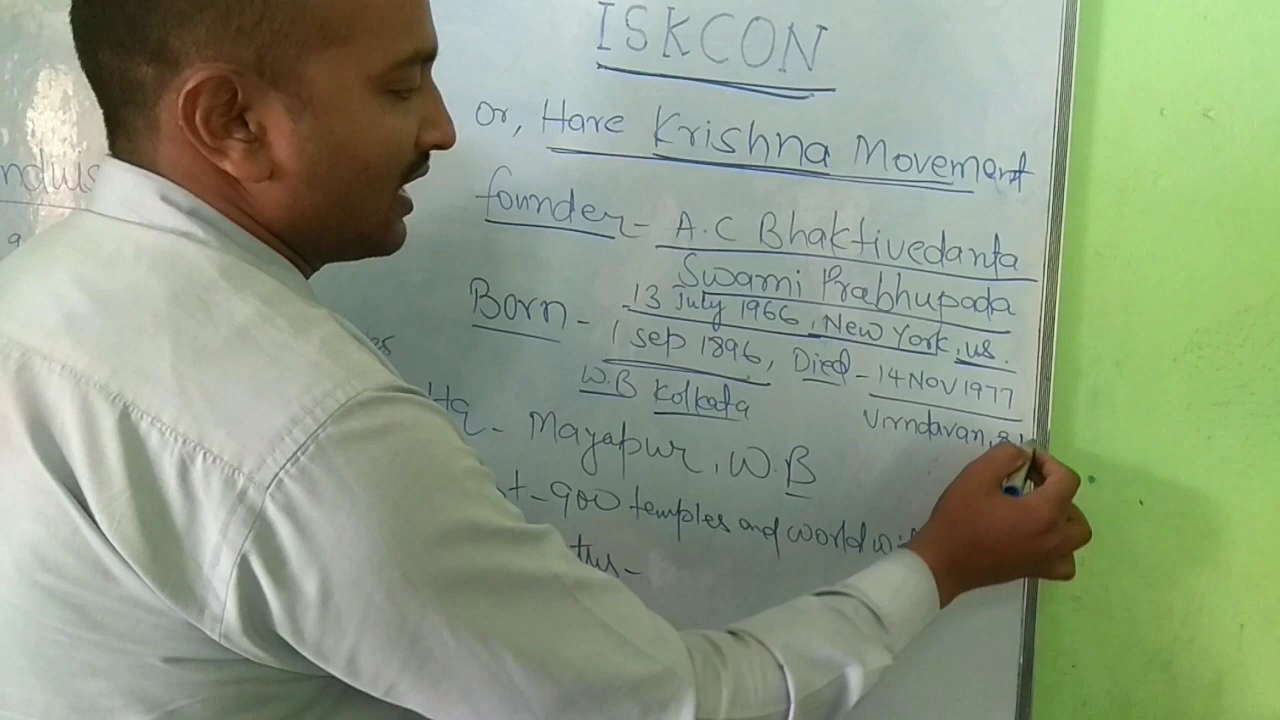 ISKCON
or, Hare Krishna Movement
founder - A.C Bhaktivedanta
Swami Prabhupada
13 July 1966, New York, US.
Born - 1 sep 1896, Died - 14 Nov 1977
W.B Kolkata
Vrindavan,
Hq - Mayapur, W.B
900 temples and world